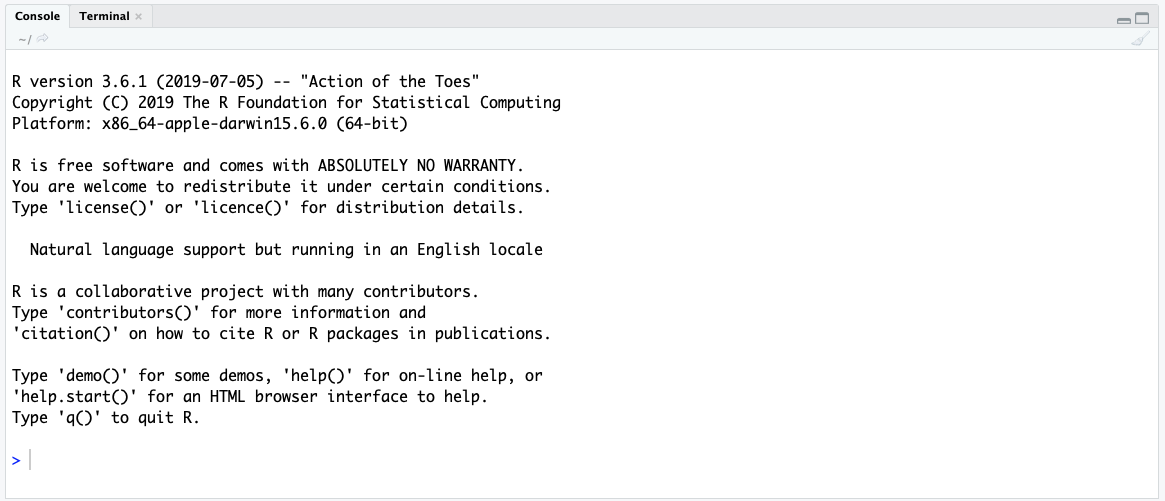 Console Terminal ×
~/
R version 3.6.1 (2019-07-05) -- "Action of the Toes"
Copyright (C) 2019 The R Foundation for Statistical Computing
Platform: x86_64-apple-darwin15.6.0 (64-bit)
R is free software and comes with ABSOLUTELY NO WARRANTY.
You are welcome to redistribute it under certain conditions.
Type 'license()' or 'licence()' for distribution details.
Natural language support but running in an English locale
R is a collaborative project with many contributors.
Type 'contributors()' for more information and
'citation()' on how to cite R or R packages in publications.
Type 'demo()' for some demos, 'help()' for on-line help, or
'help.start()' for an HTML browser interface to help.
Type 'q()' to quit R.
>